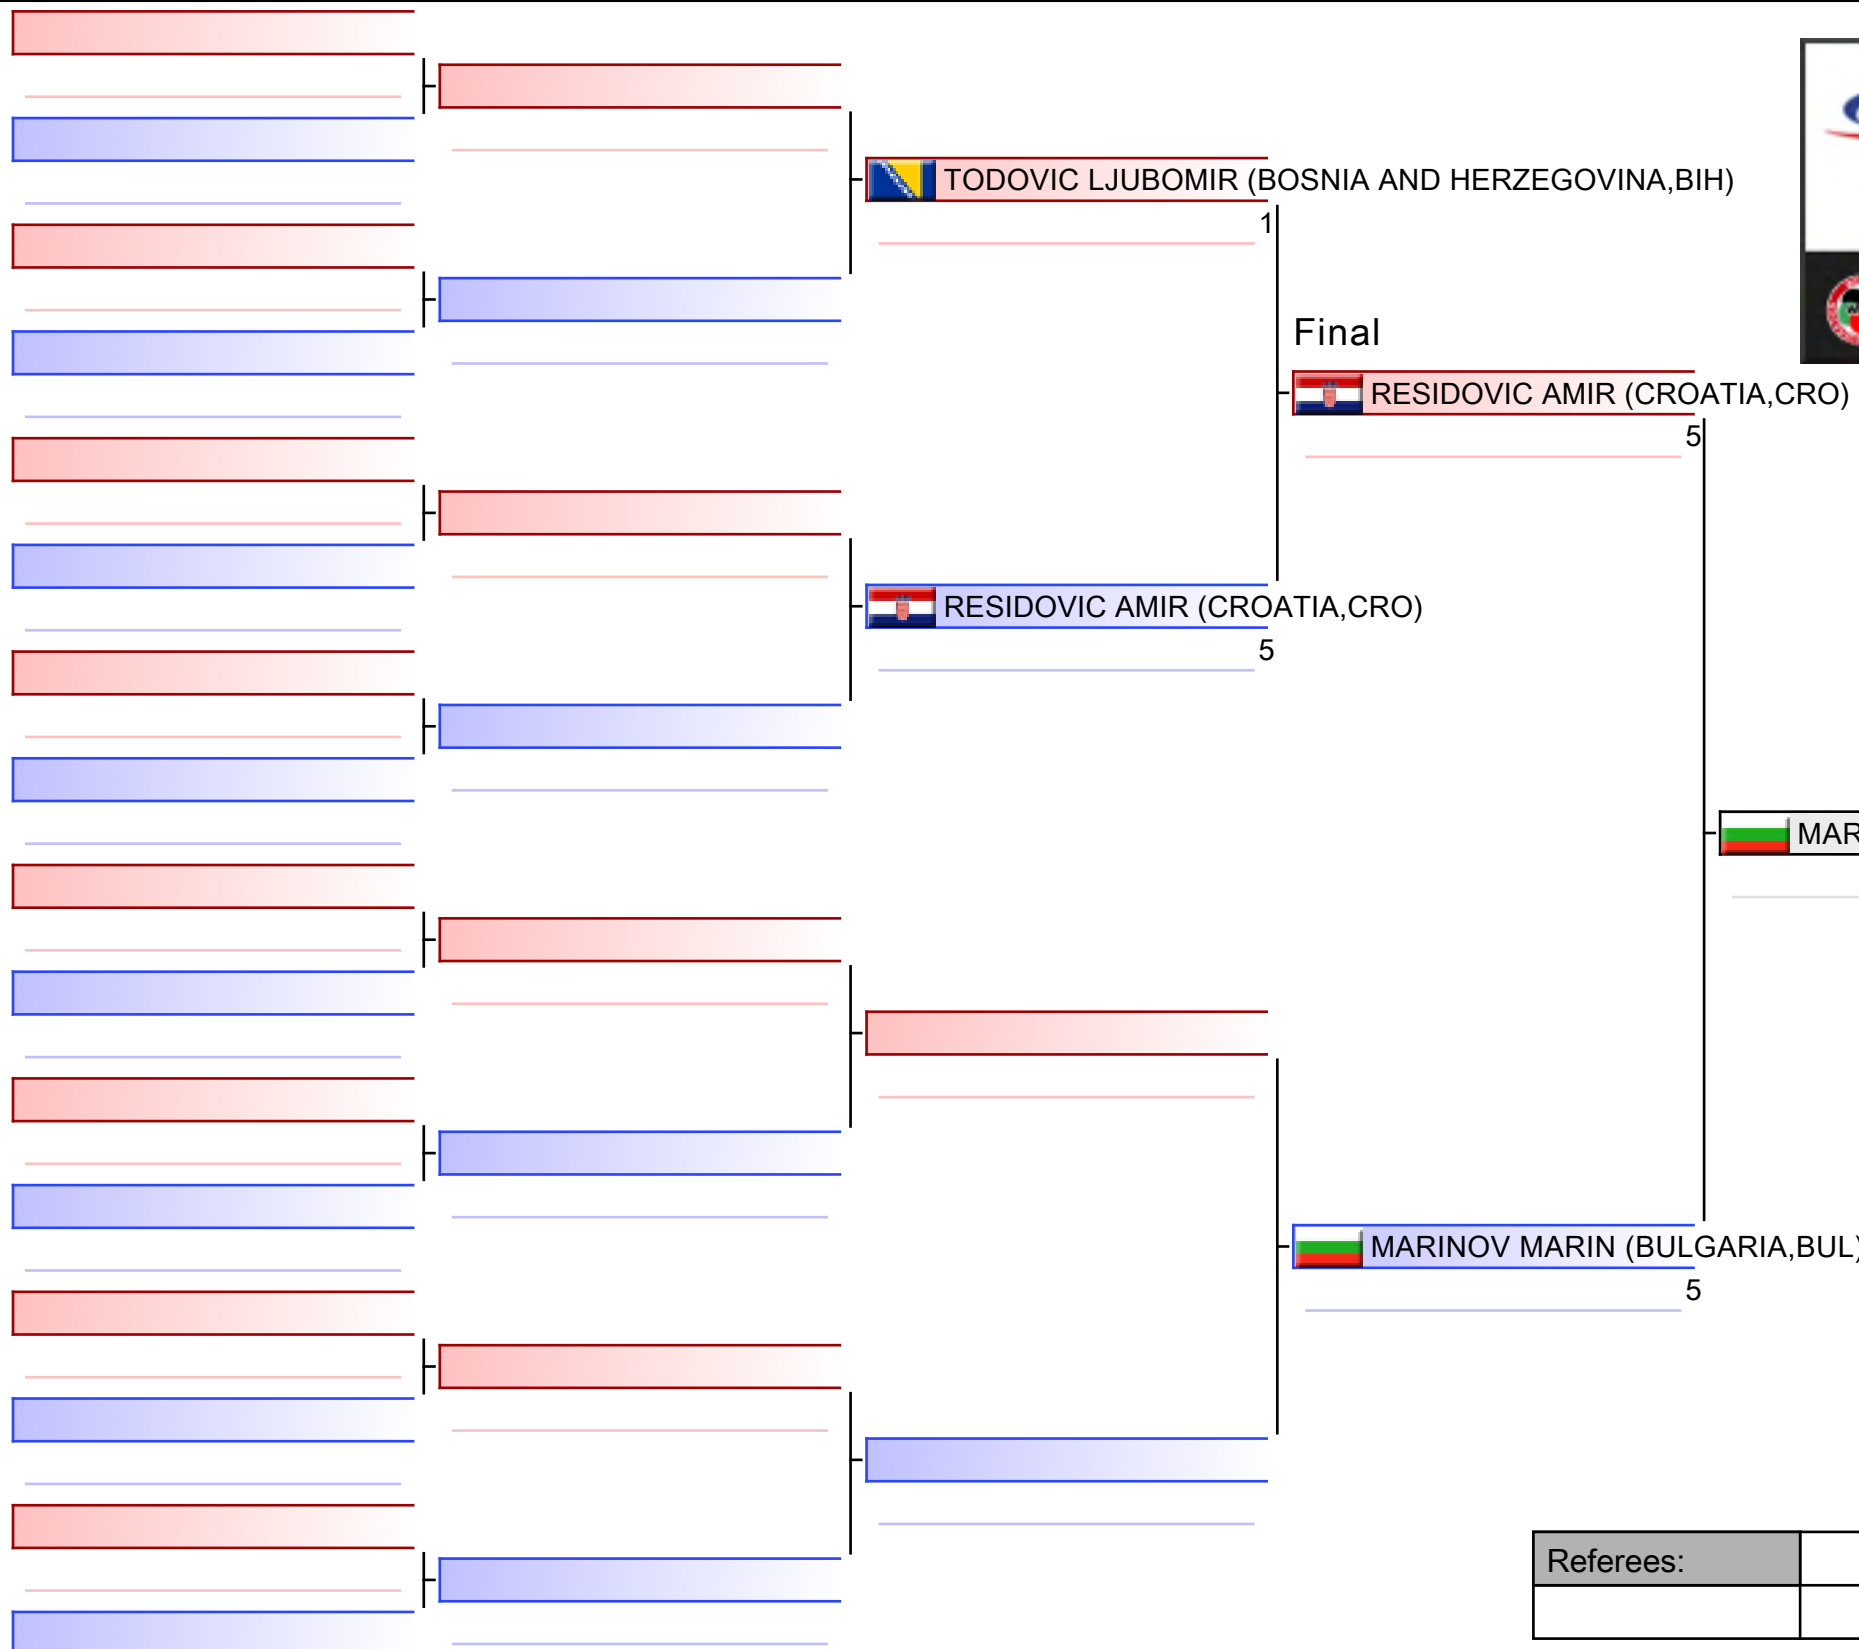 TODOVIC LJUBOMIR (BOSNIA AND HERZEGOVINA,BIH)
1
Final
RESIDOVIC AMIR (CROATIA,CRO)
5
RESIDOVIC AMIR (CROATIA,CRO)
5
MAR
MARINOV MARIN (BULGARIA,BUL)
5
Referees: